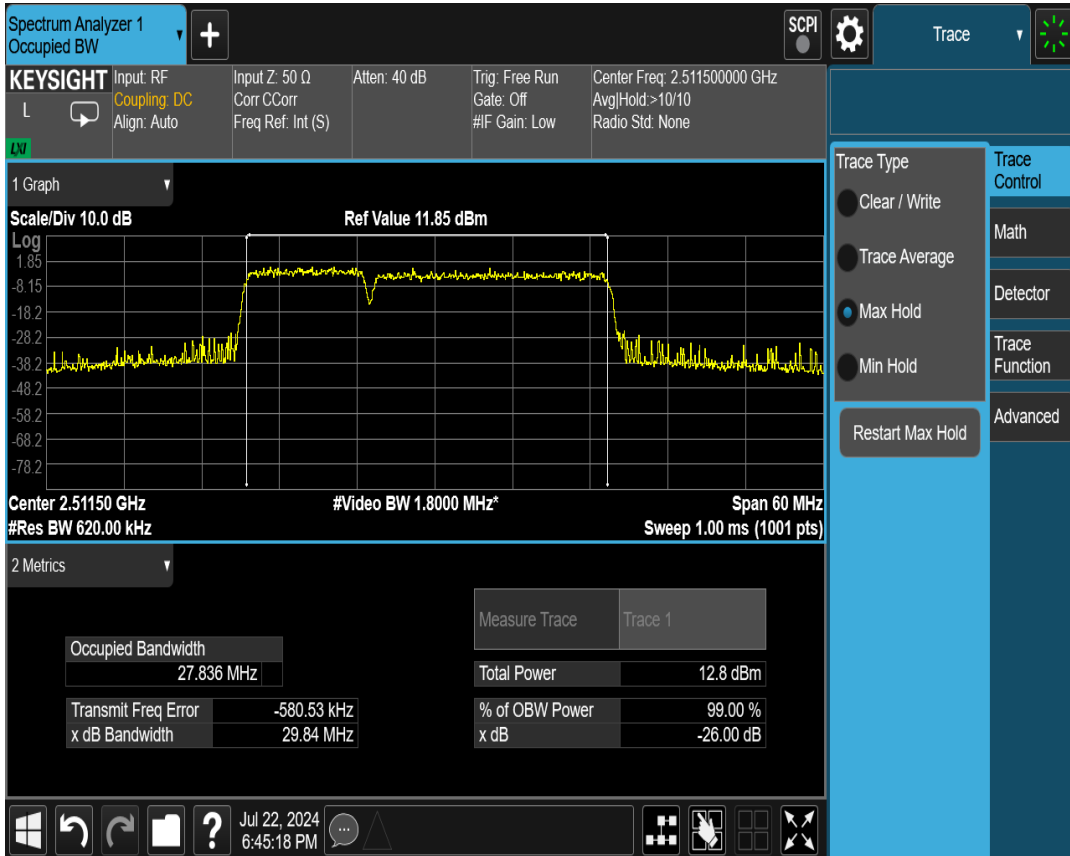 Spectrum Analyzer 1
Occupied BW
+
SCPI
Trace
KEYSIGHT
L
LXI
Input: RF
Coupling: DC
Align: Auto
Input Z: 50 Ω
Corr CCorr
Freq Ref: Int (S)
Atten: 40 dB
Trig: Free Run
Gate: Off
#IF Gain: Low
Center Freq: 2.511500000 GHz
Avg|Hold:>10/10
Radio Std: None
1 Graph
Scale/Div 10.0 dB
Ref Value 11.85 dBm
Log
1.85
-8.15
-18.2
-28.2
-38.2
-48.2
-58.2
-68.2
-78.2
Center 2.51150 GHz
#Video BW 1.8000 MHz*
Span 60 MHz
#Res BW 620.00 kHz
Sweep 1.00 ms (1001 pts)
2 Metrics
Measure Trace Trace 1
Occupied Bandwidth
27.836 MHz
Total Power 12.8 dBm
Transmit Freq Error -580.53 kHz
% of OBW Power 99.00 %
x dB Bandwidth 29.84 MHz
x dB -26.00 dB
Trace Type
Clear / Write
Trace Average
Max Hold
Min Hold
Restart Max Hold
Trace
Control
Math
Detector
Trace
Function
Advanced
?
Jul 22, 2024
6:45:18 PM